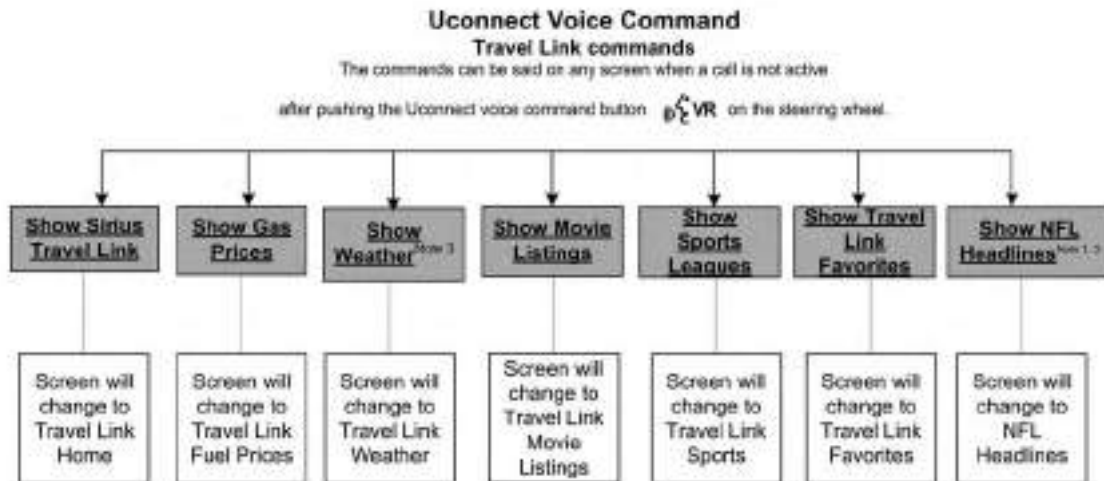 Uconnect Voice Command
Travel Link commands
The commands can be said on any screen when a call is not active
after pushing the Uconnect voice command button VR on the steering wheel.
Show Sirius
Travel Link
Show Gas
Prices
Show
Weather Note 3
Show Movie
Listings
Show
Sports
Leagues
Show Travel
Link
Favorites
Show NFL
Headlines Note 1, 3
Screen will
change to
Travel Link
Home
Screen will
change to
Travel Link
Fuel Prices
Screen will
change to
Travel Link
Weather
Screen will
change to
Travel Link
Movie
Listings
Screen will
change to
Travel Link
Sports
Screen will
change to
Travel Link
Favorites
Screen will
change to
NFL
Headlines